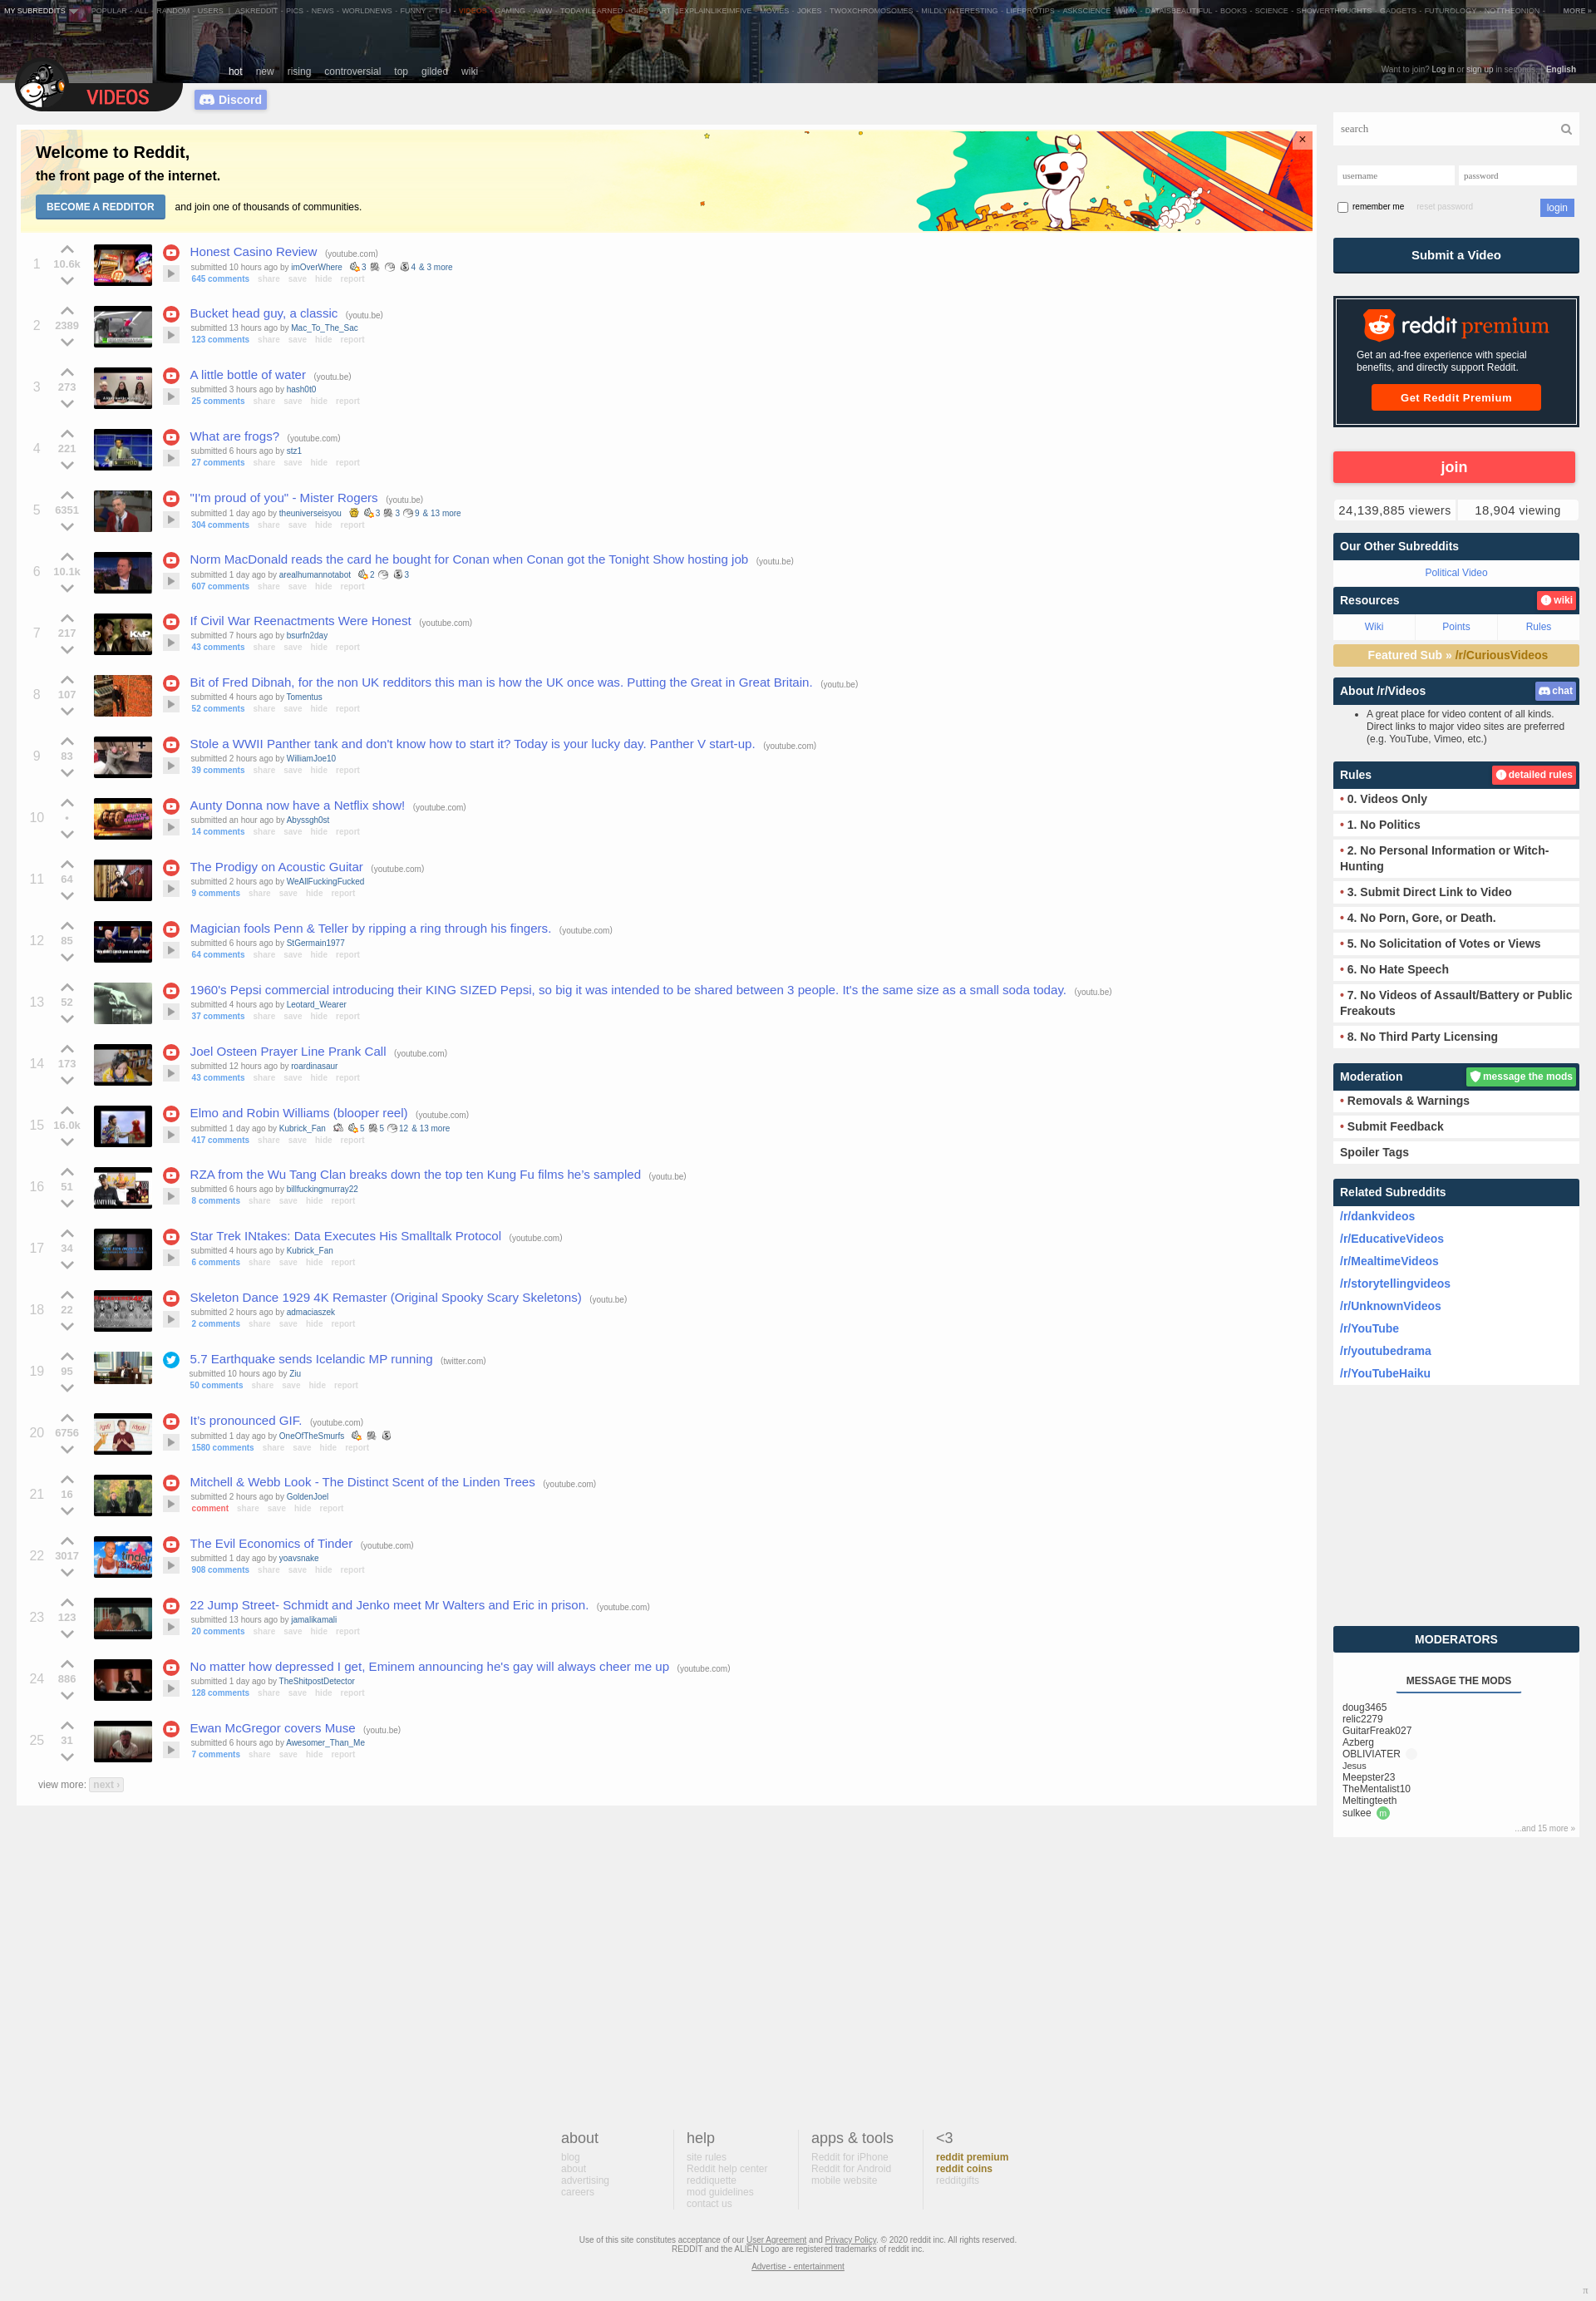 MY SUBREDDITS POPULAR - ALL - RANDOM - USERS | ASKREDDIT - PICS - NEWS - WORLDNEWS - FUNNY - TIFU - VIDEOS - GAMING - AWW - TODAYILEARNED - GIFS - ART - EXPLAINLIKEIMFIVE - MOVIES - JOKES - TWOXCHROMOSOMES - MILDLYINTERESTING - LIFEPROTIPS - ASKSCIENCE - IAMA - DATAISBEAUTIFUL - BOOKS - SCIENCE - SHOWERTHOUGHTS - GADGETS - FUTUROLOGY - NOTTHEONION MORE »
hot new rising controversial top gilded wiki
Want to join? Log in or sign up in seconds. | English
VIDEOS
Discord
Welcome to Reddit,
the front page of the internet.
BECOME A REDDITOR and join one of thousands of communities.
×
1 10.6k Honest Casino Review (youtube.com)
submitted 10 hours ago by imOverWhere 3 4 & 3 more
645 comments share save hide report
2 2389 Bucket head guy, a classic (youtu.be)
submitted 13 hours ago by Mac_To_The_Sac
123 comments share save hide report
3 273 A little bottle of water (youtu.be)
submitted 3 hours ago by hash0t0
25 comments share save hide report
4 221 What are frogs? (youtube.com)
submitted 6 hours ago by stz1
27 comments share save hide report
5 6351 "I'm proud of you" - Mister Rogers (youtu.be)
submitted 1 day ago by theuniverseisyou 3 3 9 & 13 more
304 comments share save hide report
6 10.1k Norm MacDonald reads the card he bought for Conan when Conan got the Tonight Show hosting job (youtu.be)
submitted 1 day ago by arealhumannotabot 2 3
607 comments share save hide report
7 217 If Civil War Reenactments Were Honest (youtube.com)
submitted 7 hours ago by bsurfn2day
43 comments share save hide report
8 107 Bit of Fred Dibnah, for the non UK redditors this man is how the UK once was. Putting the Great in Great Britain. (youtu.be)
submitted 4 hours ago by Tomentus
52 comments share save hide report
9 83 Stole a WWII Panther tank and don't know how to start it? Today is your lucky day. Panther V start-up. (youtube.com)
submitted 2 hours ago by WilliamJoe10
39 comments share save hide report
10 • Aunty Donna now have a Netflix show! (youtube.com)
submitted an hour ago by Abyssgh0st
14 comments share save hide report
11 64 The Prodigy on Acoustic Guitar (youtube.com)
submitted 2 hours ago by WeAllFuckingFucked
9 comments share save hide report
12 85 Magician fools Penn & Teller by ripping a ring through his fingers. (youtube.com)
submitted 6 hours ago by StGermain1977
64 comments share save hide report
13 52 1960's Pepsi commercial introducing their KING SIZED Pepsi, so big it was intended to be shared between 3 people. It's the same size as a small soda today. (youtu.be)
submitted 4 hours ago by Leotard_Wearer
37 comments share save hide report
14 173 Joel Osteen Prayer Line Prank Call (youtube.com)
submitted 12 hours ago by roardinasaur
43 comments share save hide report
15 16.0k Elmo and Robin Williams (blooper reel) (youtube.com)
submitted 1 day ago by Kubrick_Fan 5 5 12 & 13 more
417 comments share save hide report
16 51 RZA from the Wu Tang Clan breaks down the top ten Kung Fu films he's sampled (youtu.be)
submitted 6 hours ago by billfuckingmurray22
8 comments share save hide report
17 34 Star Trek INtakes: Data Executes His Smalltalk Protocol (youtube.com)
submitted 4 hours ago by Kubrick_Fan
6 comments share save hide report
18 22 Skeleton Dance 1929 4K Remaster (Original Spooky Scary Skeletons) (youtu.be)
submitted 2 hours ago by admaciaszek
2 comments share save hide report
19 95 5.7 Earthquake sends Icelandic MP running (twitter.com)
submitted 10 hours ago by Ziu
50 comments share save hide report
20 6756 It's pronounced GIF. (youtube.com)
submitted 1 day ago by OneOfTheSmurfs
1580 comments share save hide report
21 16 Mitchell & Webb Look - The Distinct Scent of the Linden Trees (youtube.com)
submitted 2 hours ago by GoldenJoel
comment share save hide report
22 3017 The Evil Economics of Tinder (youtube.com)
submitted 1 day ago by yoavsnake
908 comments share save hide report
23 123 22 Jump Street- Schmidt and Jenko meet Mr Walters and Eric in prison. (youtube.com)
submitted 13 hours ago by jamalikamali
20 comments share save hide report
24 886 No matter how depressed I get, Eminem announcing he's gay will always cheer me up (youtube.com)
submitted 1 day ago by TheShitpostDetector
128 comments share save hide report
25 31 Ewan McGregor covers Muse (youtu.be)
submitted 6 hours ago by Awesomer_Than_Me
7 comments share save hide report
view more: next ›
search
username password
remember me reset password login
Submit a Video
reddit premium
Get an ad-free experience with special
benefits, and directly support Reddit.
Get Reddit Premium
join
24,139,885 viewers 18,904 viewing
Our Other Subreddits
Political Video
Resources wiki
Wiki Points Rules
Featured Sub » /r/CuriousVideos
About /r/Videos chat
• A great place for video content of all kinds.
Direct links to major video sites are preferred
(e.g. YouTube, Vimeo, etc.)
Rules detailed rules
• 0. Videos Only
• 1. No Politics
• 2. No Personal Information or Witch-
Hunting
• 3. Submit Direct Link to Video
• 4. No Porn, Gore, or Death.
• 5. No Solicitation of Votes or Views
• 6. No Hate Speech
• 7. No Videos of Assault/Battery or Public
Freakouts
• 8. No Third Party Licensing
Moderation message the mods
• Removals & Warnings
• Submit Feedback
Spoiler Tags
Related Subreddits
/r/dankvideos
/r/EducativeVideos
/r/MealtimeVideos
/r/storytellingvideos
/r/UnknownVideos
/r/YouTube
/r/youtubedrama
/r/YouTubeHaiku
MODERATORS
MESSAGE THE MODS
doug3465
relic2279
GuitarFreak027
Azberg
OBLIVIATER
Jesus
Meepster23
TheMentalist10
Meltingteeth
sulkee m
...and 15 more »
about
blog
about
advertising
careers
help
site rules
Reddit help center
reddiquette
mod guidelines
contact us
apps & tools
Reddit for iPhone
Reddit for Android
mobile website
<3
reddit premium
reddit coins
redditgifts
Use of this site constitutes acceptance of our User Agreement and Privacy Policy. © 2020 reddit inc. All rights reserved.
REDDIT and the ALIEN Logo are registered trademarks of reddit inc.
Advertise - entertainment
π